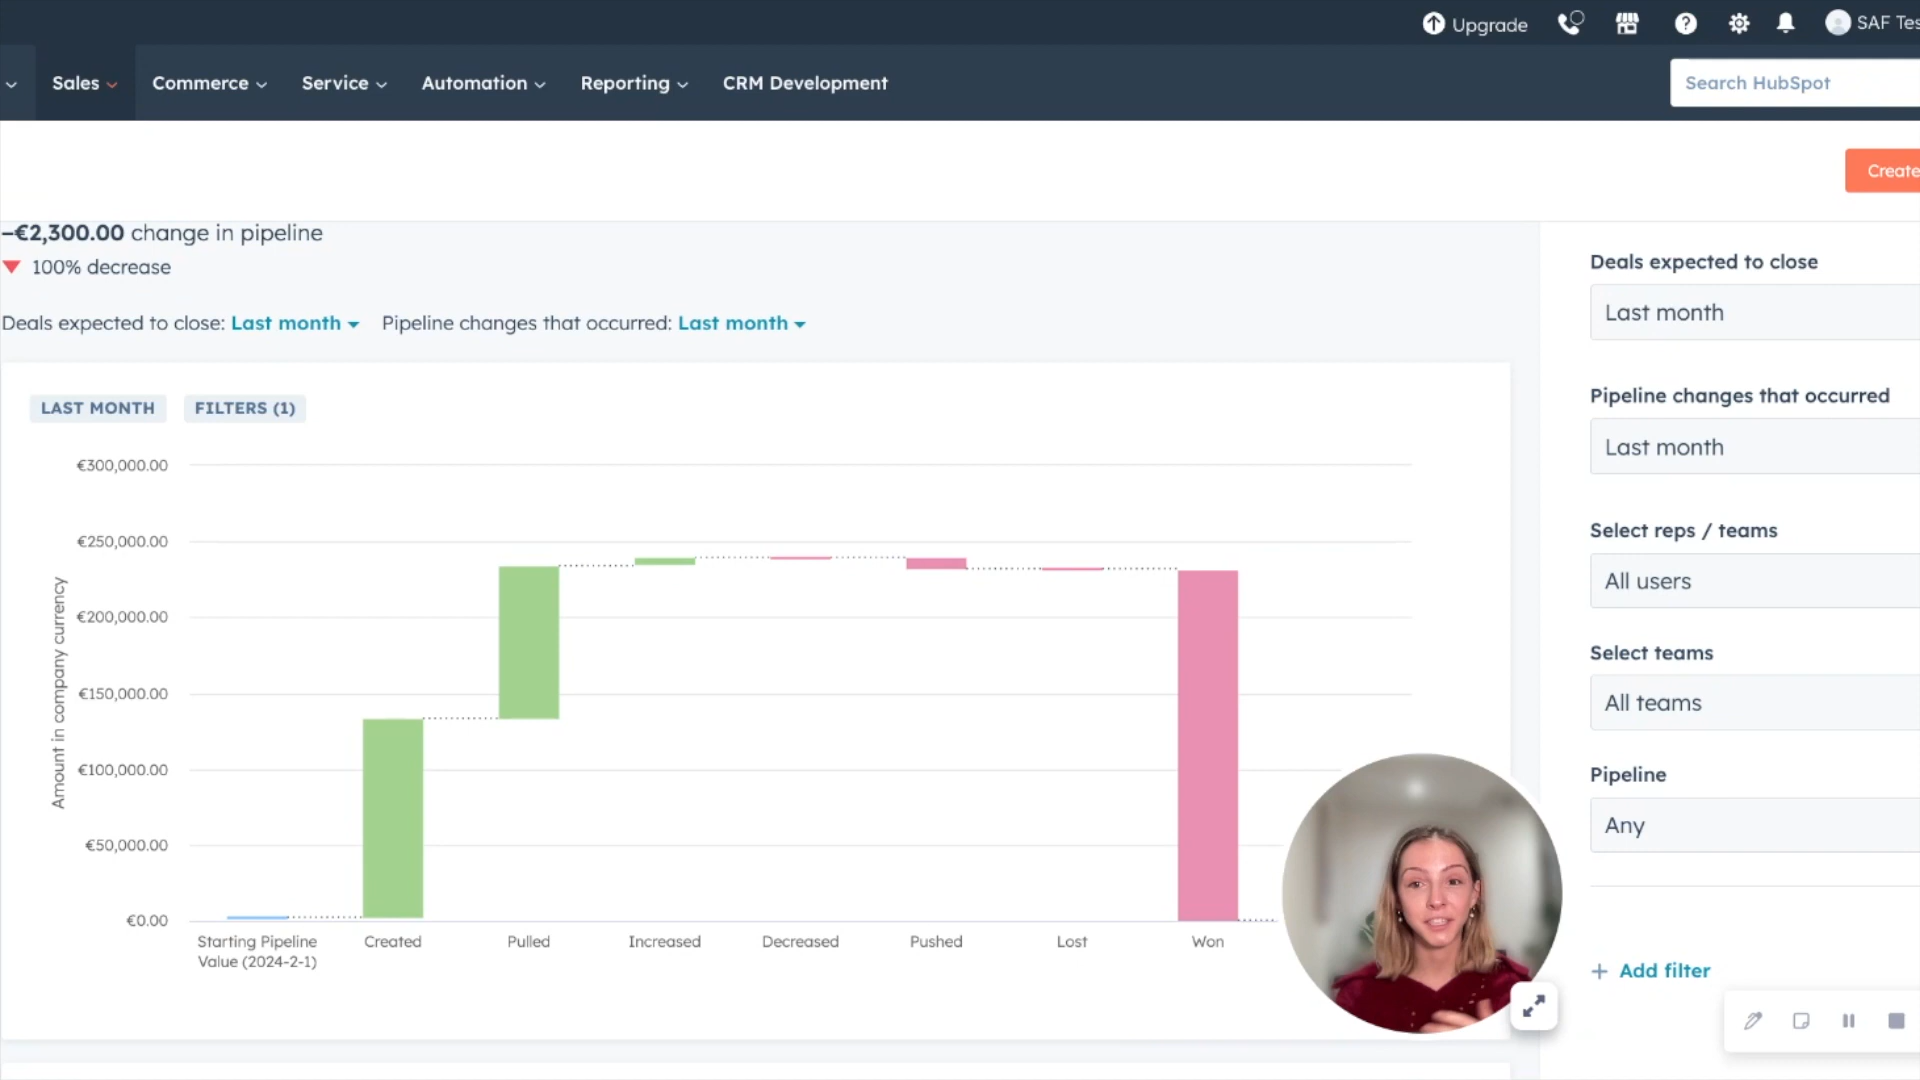 Upgrade
SAF Tes
Sales
Commerce
Service
Automation
Reporting
CRM Development
Search HubSpot
Create
–€2,300.00 change in pipeline
100% decrease
Deals expected to close: Last month
Pipeline changes that occurred: Last month
LAST MONTH
FILTERS (1)
Amount in company currency
€300,000.00
€250,000.00
€200,000.00
€150,000.00
€100,000.00
€50,000.00
€0.00
Starting Pipeline
Value (2024-2-1)
Created
Pulled
Increased
Decreased
Pushed
Lost
Won
Deals expected to close
Last month
Pipeline changes that occurred
Last month
Select reps / teams
All users
Select teams
All teams
Pipeline
Any
+ Add filter